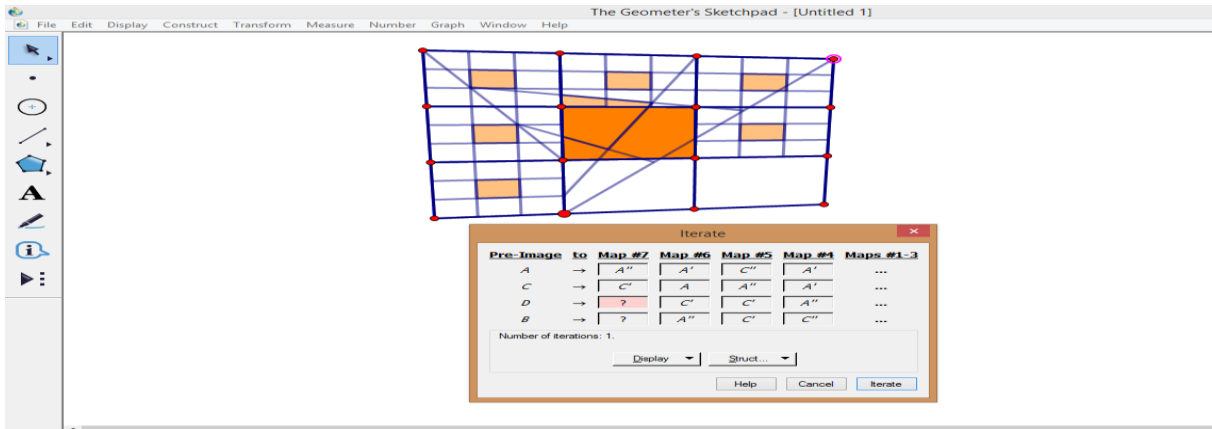 The Geometer's Sketchpad - [Untitled 1]
File Edit Display Construct Transform Measure Number Graph Window Help
A
Iterate
Pre-Image to Map #7 Map #6 Map #5 Map #4 Maps #1-3
A → A'' A' C'' A' ...
C → C' A A'' A' ...
D → ? C' C' A'' ...
B → ? A'' C' C'' ...
Number of iterations: 1.
Display Struct...
Help Cancel Iterate